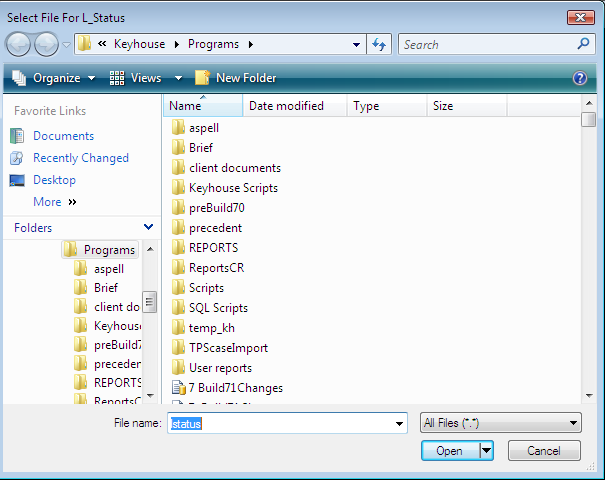 Select File For L_Status
« Keyhouse Programs
Search
Organize Views New Folder
Favorite Links
Documents
Recently Changed
Desktop
More »
Folders
Programs
aspell
Brief
client do
Keyhous
preBuild7
preceden
REPORTS
ReportsC
Name Date modified Type Size
aspell
Brief
client documents
Keyhouse Scripts
preBuild70
precedent
REPORTS
ReportsCR
Scripts
SQL Scripts
temp_kh
TPScaseImport
User reports
7 Build71Changes
File name: lstatus
All Files (*.*)
Open Cancel